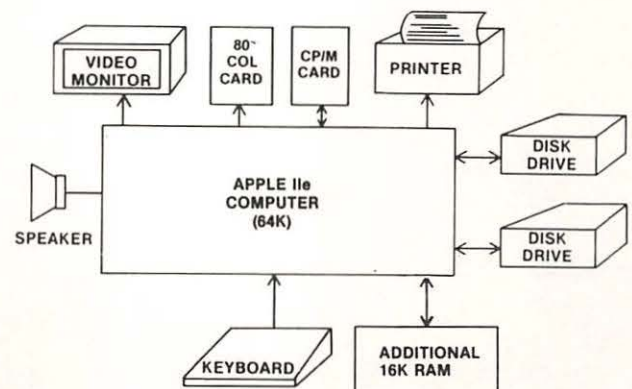 VIDEO
MONITOR
80-
COL
CARD
CP/M
CARD
PRINTER
DISK
DRIVE
APPLE IIe
COMPUTER
(64K)
SPEAKER
DISK
DRIVE
KEYBOARD
ADDITIONAL
16K RAM